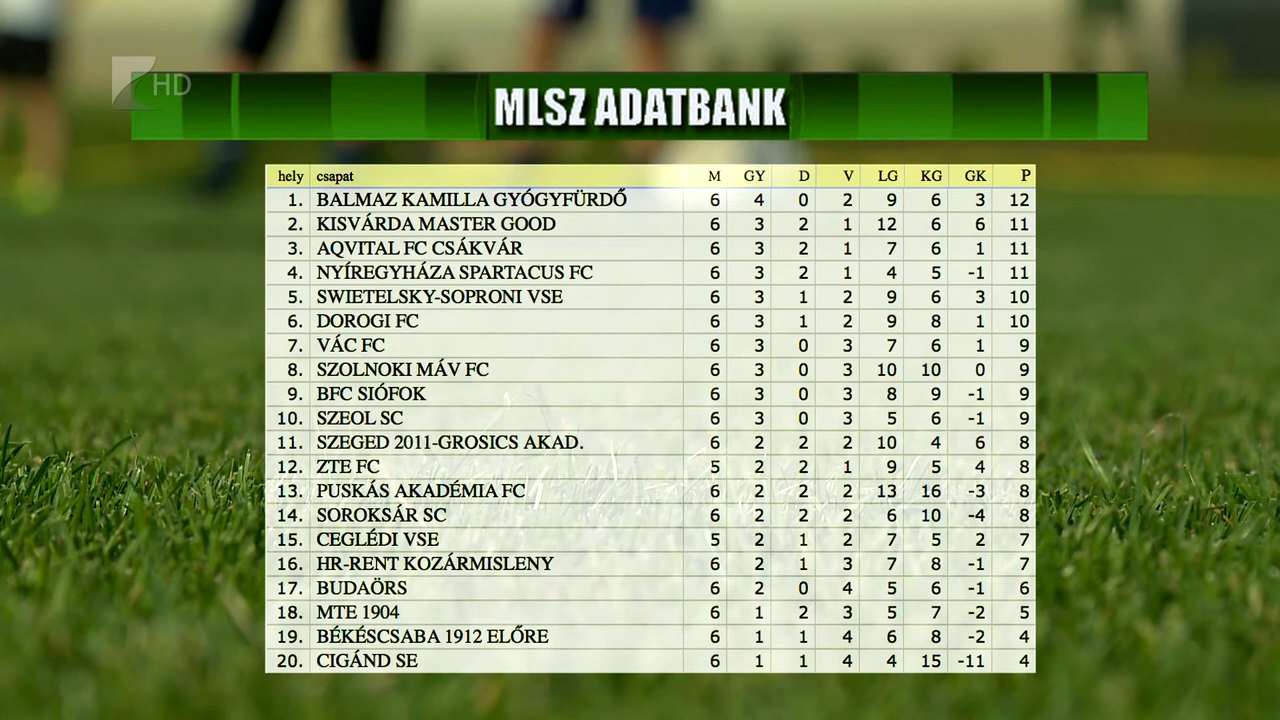 HD
MLSZ ADATBANK
hely csapat M GY D V LG KG GK P
1. BALMAZ KAMILLA GYÓGYFÜRDŐ 6 4 0 2 9 6 3 12
2. KISVÁRDA MASTER GOOD 6 3 2 1 12 6 6 11
3. AQVITAL FC CSÁKVÁR 6 3 2 1 7 6 1 11
4. NYÍREGYHÁZA SPARTACUS FC 6 3 2 1 4 5 -1 11
5. SWIETELSKY-SOPRONI VSE 6 3 1 2 9 6 3 10
6. DOROGI FC 6 3 1 2 9 8 1 10
7. VÁC FC 6 3 0 3 7 6 1 9
8. SZOLNOKI MÁV FC 6 3 0 3 10 10 0 9
9. BFC SIÓFOK 6 3 0 3 8 9 -1 9
10. SZEOL SC 6 3 0 3 5 6 -1 9
11. SZEGED 2011-GROSICS AKAD. 6 2 2 2 10 4 6 8
12. ZTE FC 5 2 2 1 9 5 4 8
13. PUSKÁS AKADÉMIA FC 6 2 2 2 13 16 -3 8
14. SOROKSÁR SC 6 2 2 2 6 10 -4 8
15. CEGLÉDI VSE 5 2 1 2 7 5 2 7
16. HR-RENT KOZÁRMISLENY 6 2 1 3 7 8 -1 7
17. BUDAÖRS 6 2 0 4 5 6 -1 6
18. MTE 1904 6 1 2 3 5 7 -2 5
19. BÉKÉSCSABA 1912 ELŐRE 6 1 1 4 6 8 -2 4
20. CIGÁND SE 6 1 1 4 4 15 -11 4